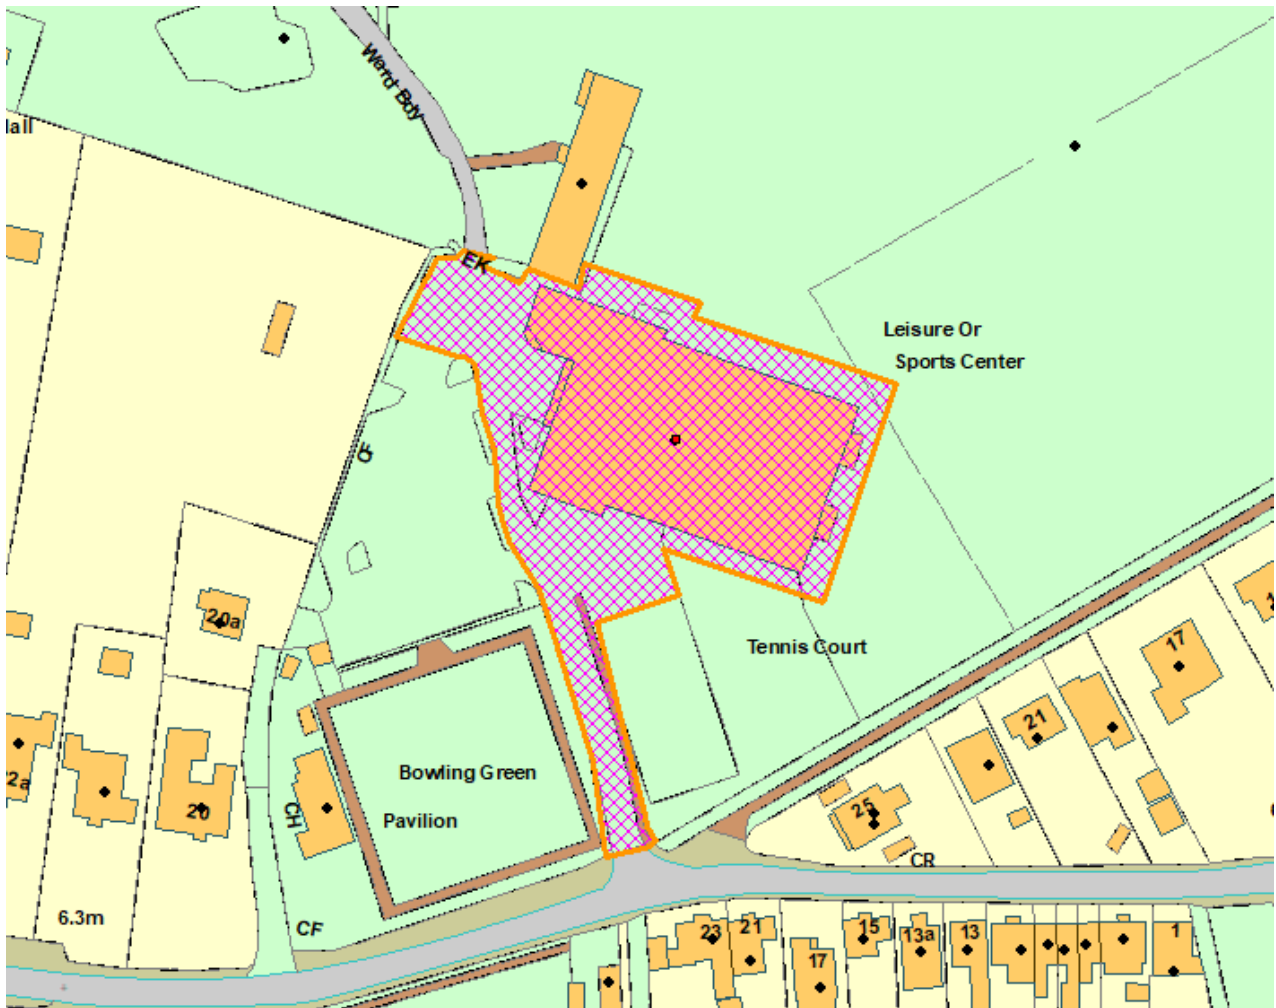 Ward Bdy
EK
Leisure Or
Sports Center
CF
20a
Tennis Court
17
21
2a
20
CH
Bowling Green
Pavilion
25
CR
6.3m
CF
23
21
15
13a
13
1
17